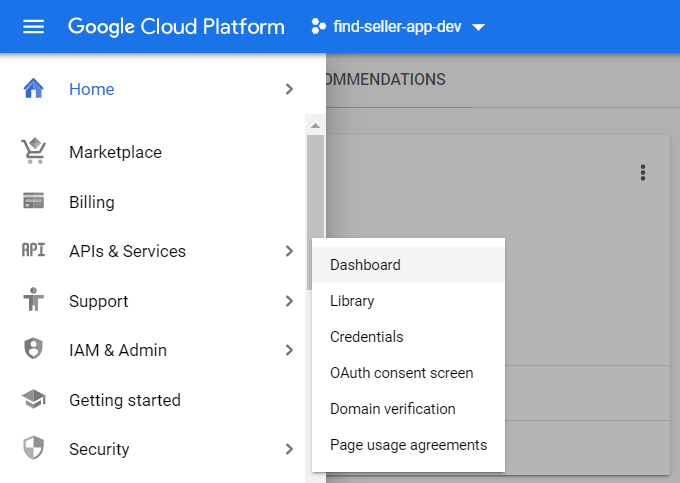 Google Cloud Platform
find-seller-app-dev
Home
OMMENDATIONS
Marketplace
Billing
API
APIs & Services
Dashboard
Library
Support
Credentials
IAM & Admin
OAuth consent screen
Getting started
Domain verification
Security
Page usage agreements